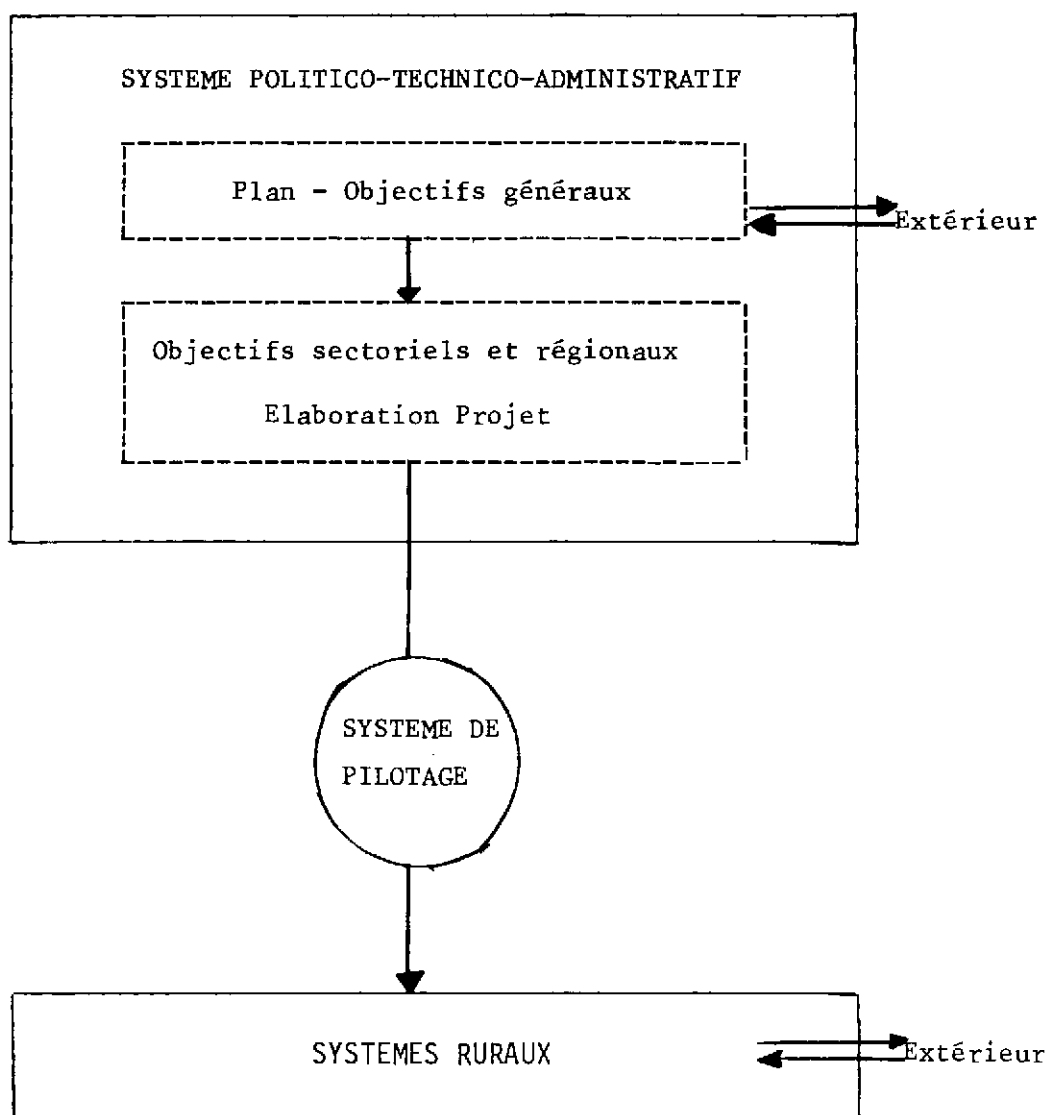 SYSTEME POLITICO-TECHNICO-ADMINISTRATIF
Plan - Objectifs généraux
Extérieur
Objectifs sectoriels et régionaux
Elaboration Projet
SYSTEME DE
PILOTAGE
SYSTEMES RURAUX
Extérieur